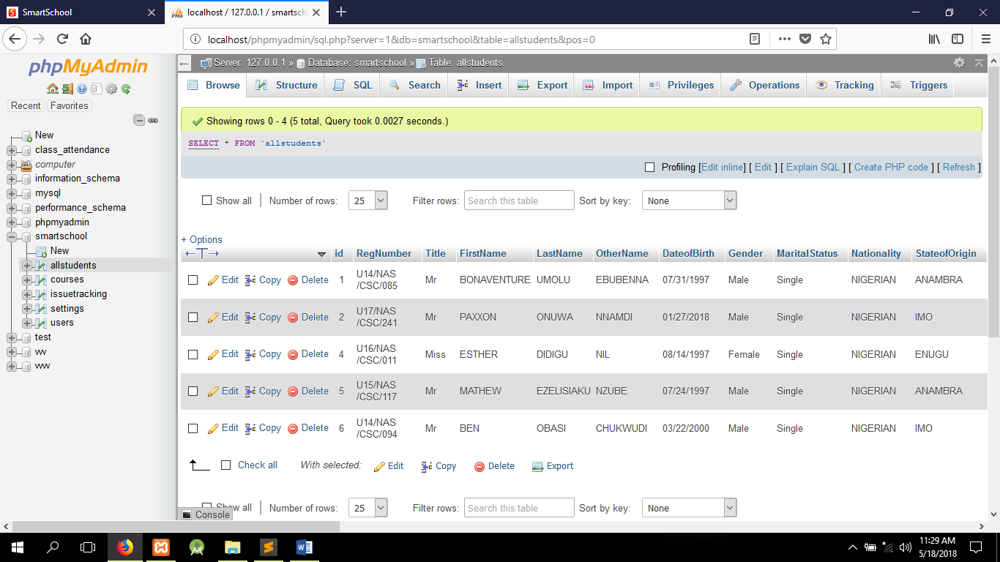 SmartSchool
localhost / 127.0.0.1 / smartsch
localhost/phpmyadmin/sql.php?server=1&db=smartschool&table=allstudents&pos=0
phpMyAdmin
Recent Favorites
New
class_attendance
computer
information_schema
mysql
performance_schema
phpmyadmin
smartschool
New
allstudents
courses
issuetracking
settings
users
test
vv
vvv
Server: 127.0.0.1 » Database: smartschool » Table: allstudents
Browse Structure SQL Search Insert Export Import Privileges Operations Tracking Triggers
Showing rows 0 - 4 (5 total, Query took 0.0027 seconds.)
SELECT * FROM `allstudents`
Profiling [Edit inline] [ Edit ] [ Explain SQL ] [ Create PHP code ] [ Refresh ]
Show all | Number of rows: 25 Filter rows: Search this table Sort by key: None
+ Options
←T→ id RegNumber Title FirstName LastName OtherName DateofBirth Gender MaritalStatus Nationality StateofOrigin
Edit Copy Delete 1 U14/NAS/CSC/085 Mr BONAVENTURE UMOLU EBUBENNA 07/31/1997 Male Single NIGERIAN ANAMBRA
Edit Copy Delete 2 U17/NAS/CSC/241 Mr PAXXON ONUWA NNAMDI 01/27/2018 Male Single NIGERIAN IMO
Edit Copy Delete 4 U16/NAS/CSC/011 Miss ESTHER DIDIGU NIL 08/14/1997 Female Single NIGERIAN ENUGU
Edit Copy Delete 5 U15/NAS/CSC/117 Mr MATHEW EZELISIAKU NZUBE 07/24/1997 Male Single NIGERIAN ANAMBRA
Edit Copy Delete 6 U14/NAS/CSC/094 Mr BEN OBASI CHUKWUDI 03/22/2000 Male Single NIGERIAN IMO
Check all With selected: Edit Copy Delete Export
Show all | Number of rows: 25 Filter rows: Search this table Sort by key: None
Console
11:29 AM
5/18/2018